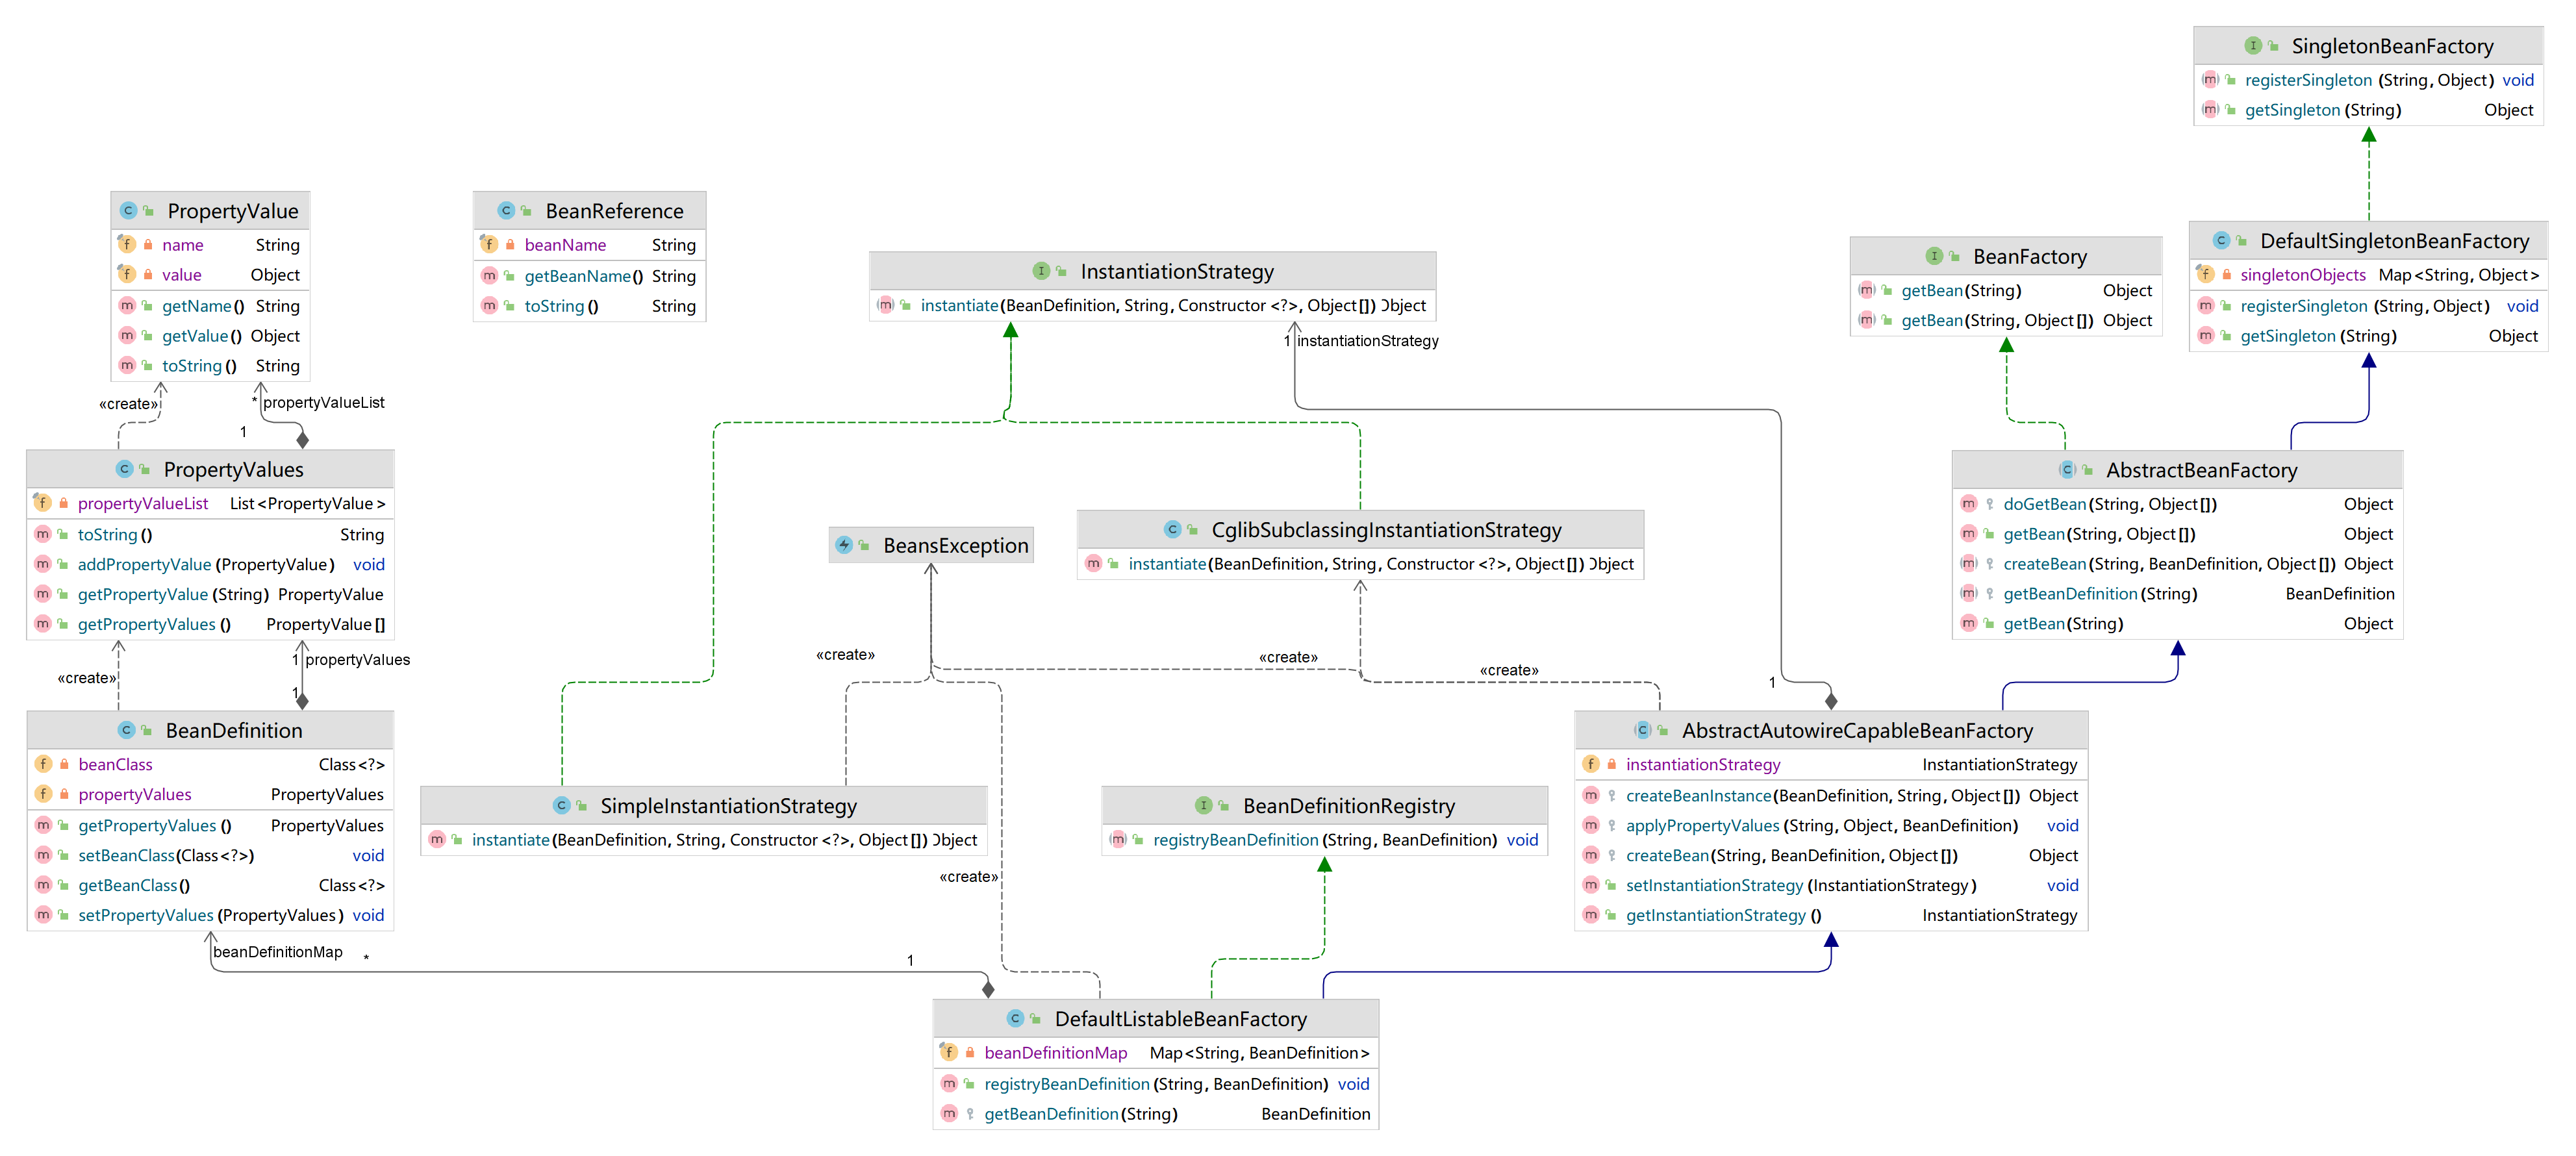 SingletonBeanFactory
registerSingleton (String, Object) void
getSingleton (String) Object
PropertyValue
name String
value Object
getName() String
getValue() Object
toString() String
BeanReference
beanName String
getBeanName() String
toString() String
InstantiationStrategy
instantiate(BeanDefinition, String, Constructor <?>, Object[]) Object
BeanFactory
getBean(String) Object
getBean(String, Object[]) Object
DefaultSingletonBeanFactory
singletonObjects Map<String, Object>
registerSingleton (String, Object) void
getSingleton (String) Object
1 instantiationStrategy
«create»
* propertyValueList
1
PropertyValues
propertyValueList List<PropertyValue>
toString() String
addPropertyValue (PropertyValue) void
getPropertyValue (String) PropertyValue
getPropertyValues () PropertyValue[]
AbstractBeanFactory
doGetBean(String, Object[]) Object
getBean(String, Object[]) Object
createBean(String, BeanDefinition, Object[]) Object
getBeanDefinition(String) BeanDefinition
getBean(String) Object
BeansException
CglibSubclassingInstantiationStrategy
instantiate(BeanDefinition, String, Constructor <?>, Object[]) Object
«create»
1 propertyValues
1
«create»
«create»
«create»
1
BeanDefinition
beanClass Class<?>
propertyValues PropertyValues
getPropertyValues () PropertyValues
setBeanClass(Class<?>) void
getBeanClass() Class<?>
setPropertyValues (PropertyValues) void
SimpleInstantiationStrategy
instantiate(BeanDefinition, String, Constructor <?>, Object[]) Object
BeanDefinitionRegistry
registryBeanDefinition (String, BeanDefinition) void
AbstractAutowireCapableBeanFactory
instantiationStrategy InstantiationStrategy
createBeanInstance(BeanDefinition, String, Object[]) Object
applyPropertyValues (String, Object, BeanDefinition) void
createBean(String, BeanDefinition, Object[]) Object
setInstantiationStrategy (InstantiationStrategy) void
getInstantiationStrategy () InstantiationStrategy
«create»
beanDefinitionMap *
1
DefaultListableBeanFactory
beanDefinitionMap Map<String, BeanDefinition>
registryBeanDefinition (String, BeanDefinition) void
getBeanDefinition(String) BeanDefinition